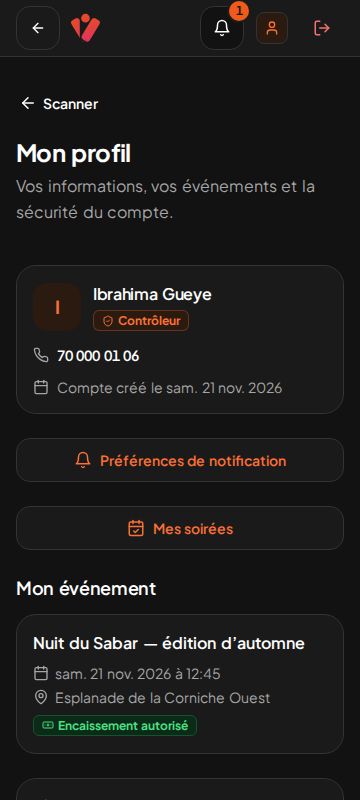 1
Scanner
Mon profil
Vos informations, vos événements et la
sécurité du compte.
I
Ibrahima Gueye
Contrôleur
70 000 01 06
Compte créé le sam. 21 nov. 2026
Préférences de notification
Mes soirées
Mon événement
Nuit du Sabar — édition d’automne
sam. 21 nov. 2026 à 12:45
Esplanade de la Corniche Ouest
Encaissement autorisé